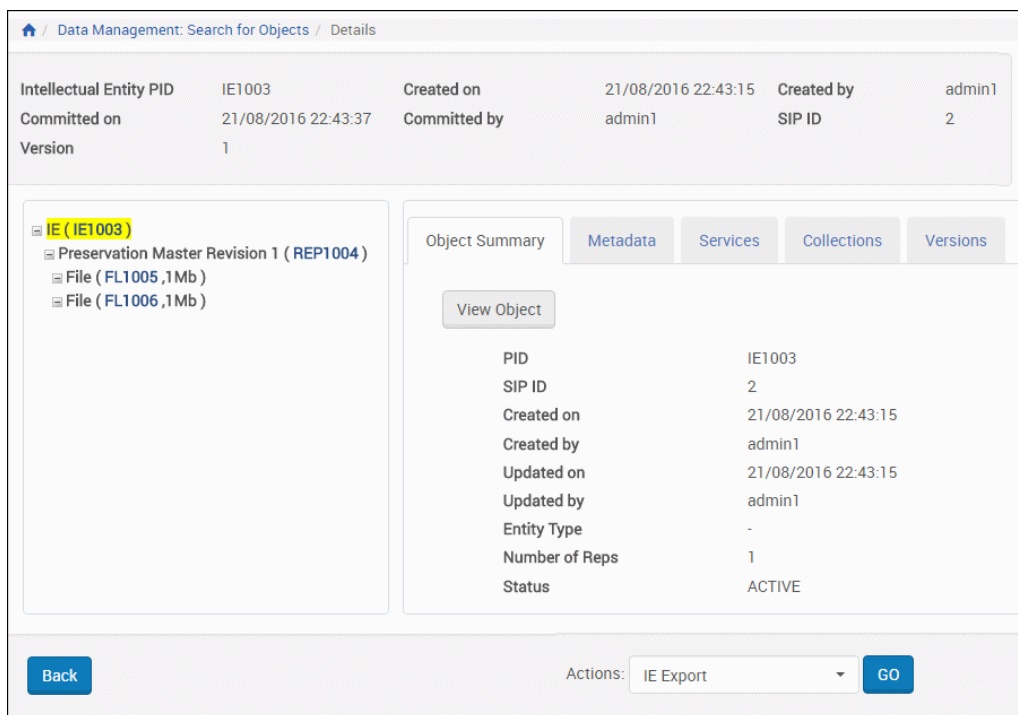 / Data Management: Search for Objects / Details
Intellectual Entity PID IE1003 Created on 21/08/2016 22:43:15 Created by admin1
Committed on 21/08/2016 22:43:37 Committed by admin1 SIP ID 2
Version 1
IE ( IE1003 )
Preservation Master Revision 1 ( REP1004 )
File ( FL1005 ,1Mb )
File ( FL1006 ,1Mb )
Object Summary Metadata Services Collections Versions
View Object
PID IE1003
SIP ID 2
Created on 21/08/2016 22:43:15
Created by admin1
Updated on 21/08/2016 22:43:15
Updated by admin1
Entity Type -
Number of Reps 1
Status ACTIVE
Back Actions: IE Export GO